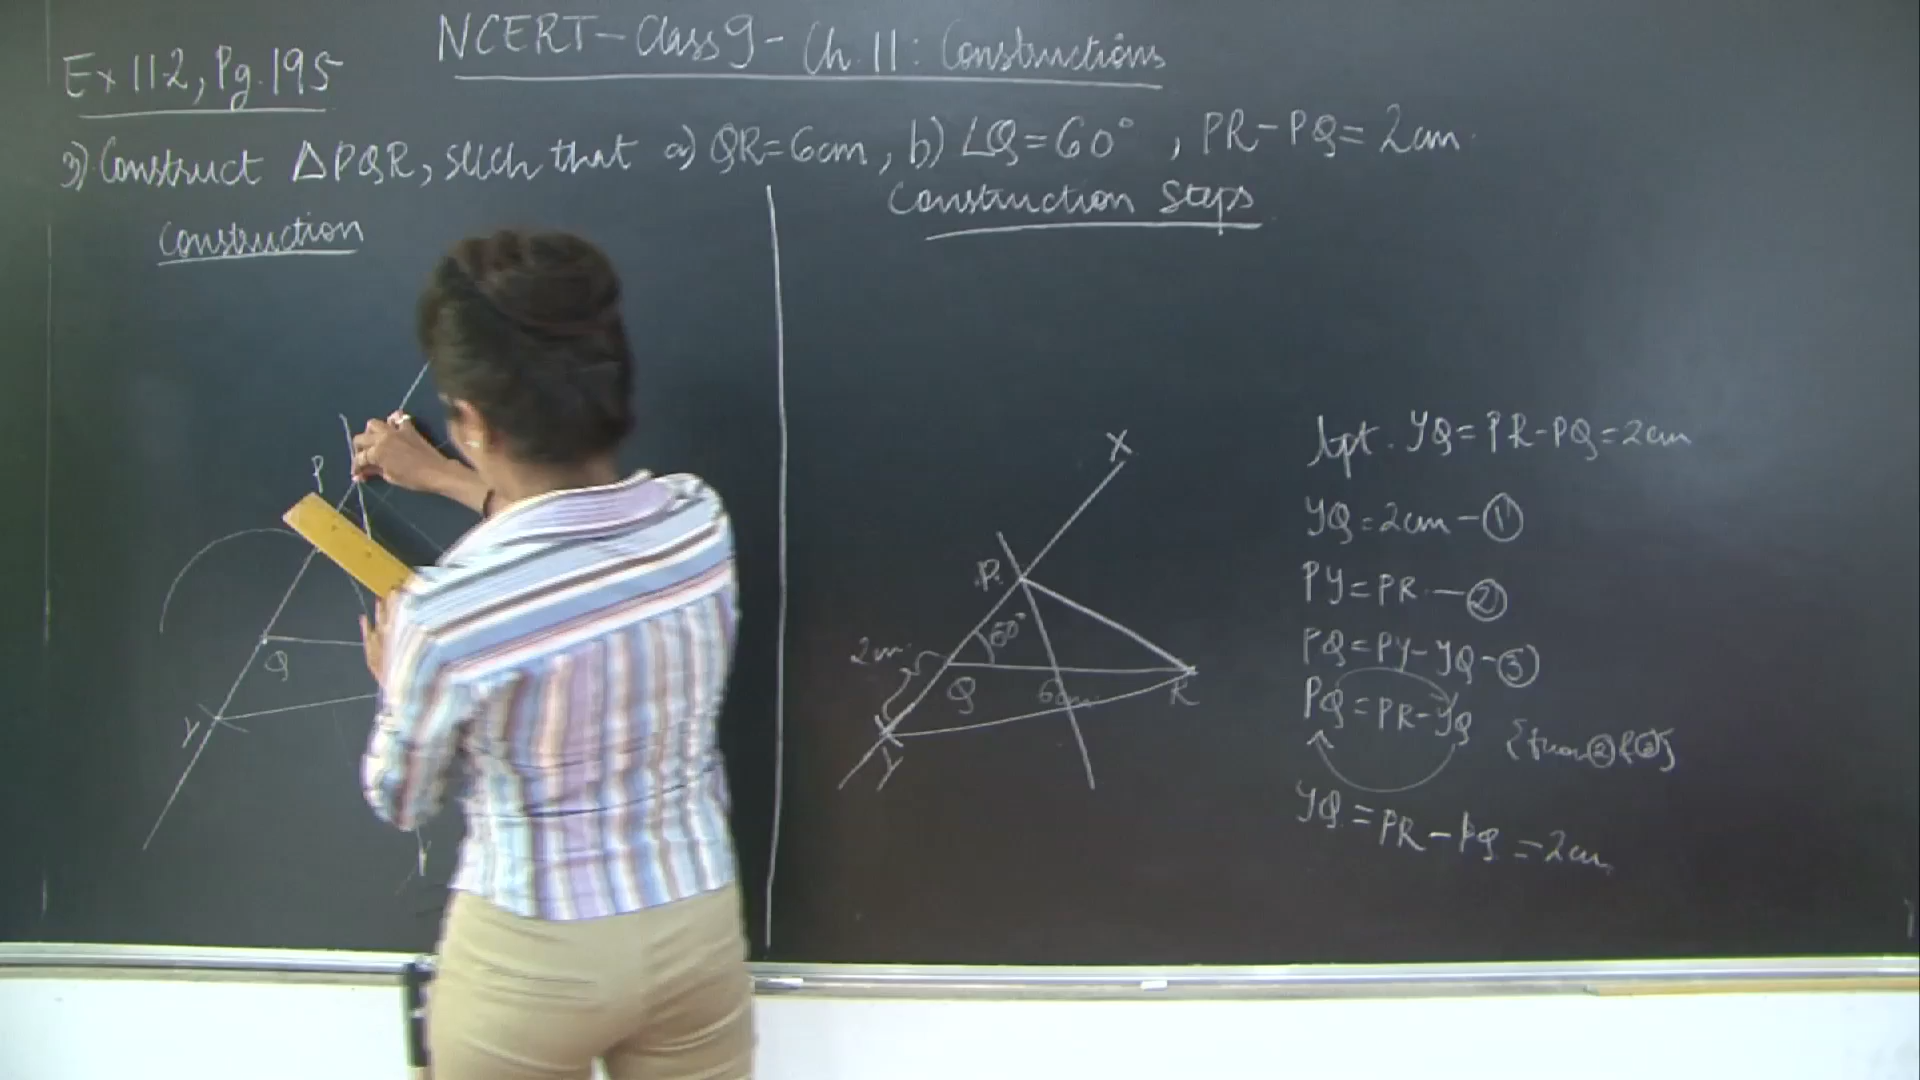 NCERT-Class 9-Ch.11: Constructions
Ex 11.2, Pg.195
3) Construct ΔPQR, such that a) QR=6cm, b) ∠Q=60°, PR-PQ=2cm.
Construction
Construction Steps
P
Q
Y
X
P.
60°
2cm.
Q
6cm.
R
Y
YQ=PR-PQ=2cm
YQ=2cm-①
PY=PR-②
PQ=PY-YQ-③
PQ=PR-YQ
{from②&③}
YQ=PR-PQ=2cm